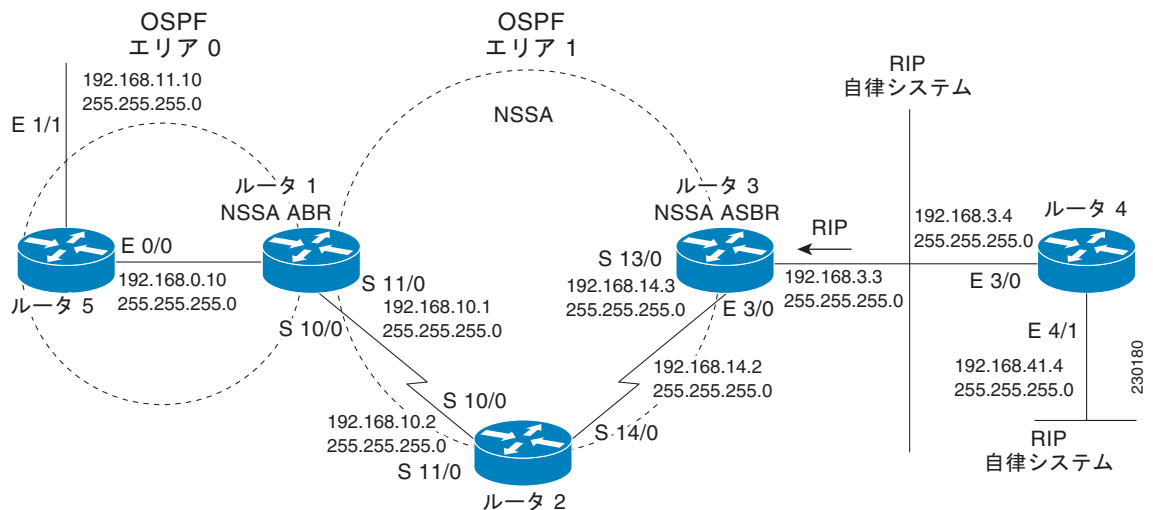 OSPF
エリア 0
OSPF
エリア 1
RIP
自律システム
192.168.11.10
255.255.255.0
E 1/1
NSSA
ルータ 1
NSSA ABR
ルータ 3
NSSA ASBR
RIP
192.168.3.4
255.255.255.0
ルータ 4
E 0/0
192.168.0.10
255.255.255.0
ルータ 5
S 11/0
192.168.10.1
255.255.255.0
S 10/0
S 13/0
192.168.14.3
255.255.255.0
E 3/0
192.168.3.3
255.255.255.0
E 3/0
E 4/1
192.168.41.4
255.255.255.0
230180
192.168.14.2
255.255.255.0
S 10/0
192.168.10.2
255.255.255.0
S 11/0
S 14/0
ルータ 2
RIP
自律システム